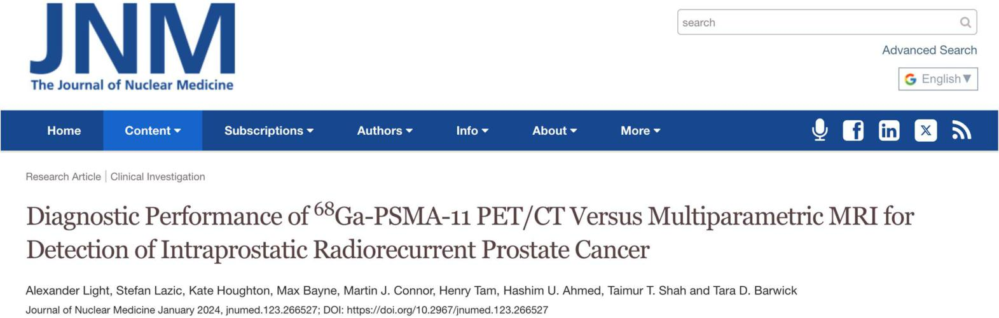 JNM
The Journal of Nuclear Medicine
search
Advanced Search
English▼
Home Content Subscriptions Authors Info About More
Research Article | Clinical Investigation
Diagnostic Performance of ⁶⁸Ga-PSMA-11 PET/CT Versus Multiparametric MRI for
Detection of Intraprostatic Radiorecurrent Prostate Cancer
Alexander Light, Stefan Lazic, Kate Houghton, Max Bayne, Martin J. Connor, Henry Tam, Hashim U. Ahmed, Taimur T. Shah and Tara D. Barwick
Journal of Nuclear Medicine January 2024, jnumed.123.266527; DOI: https://doi.org/10.2967/jnumed.123.266527